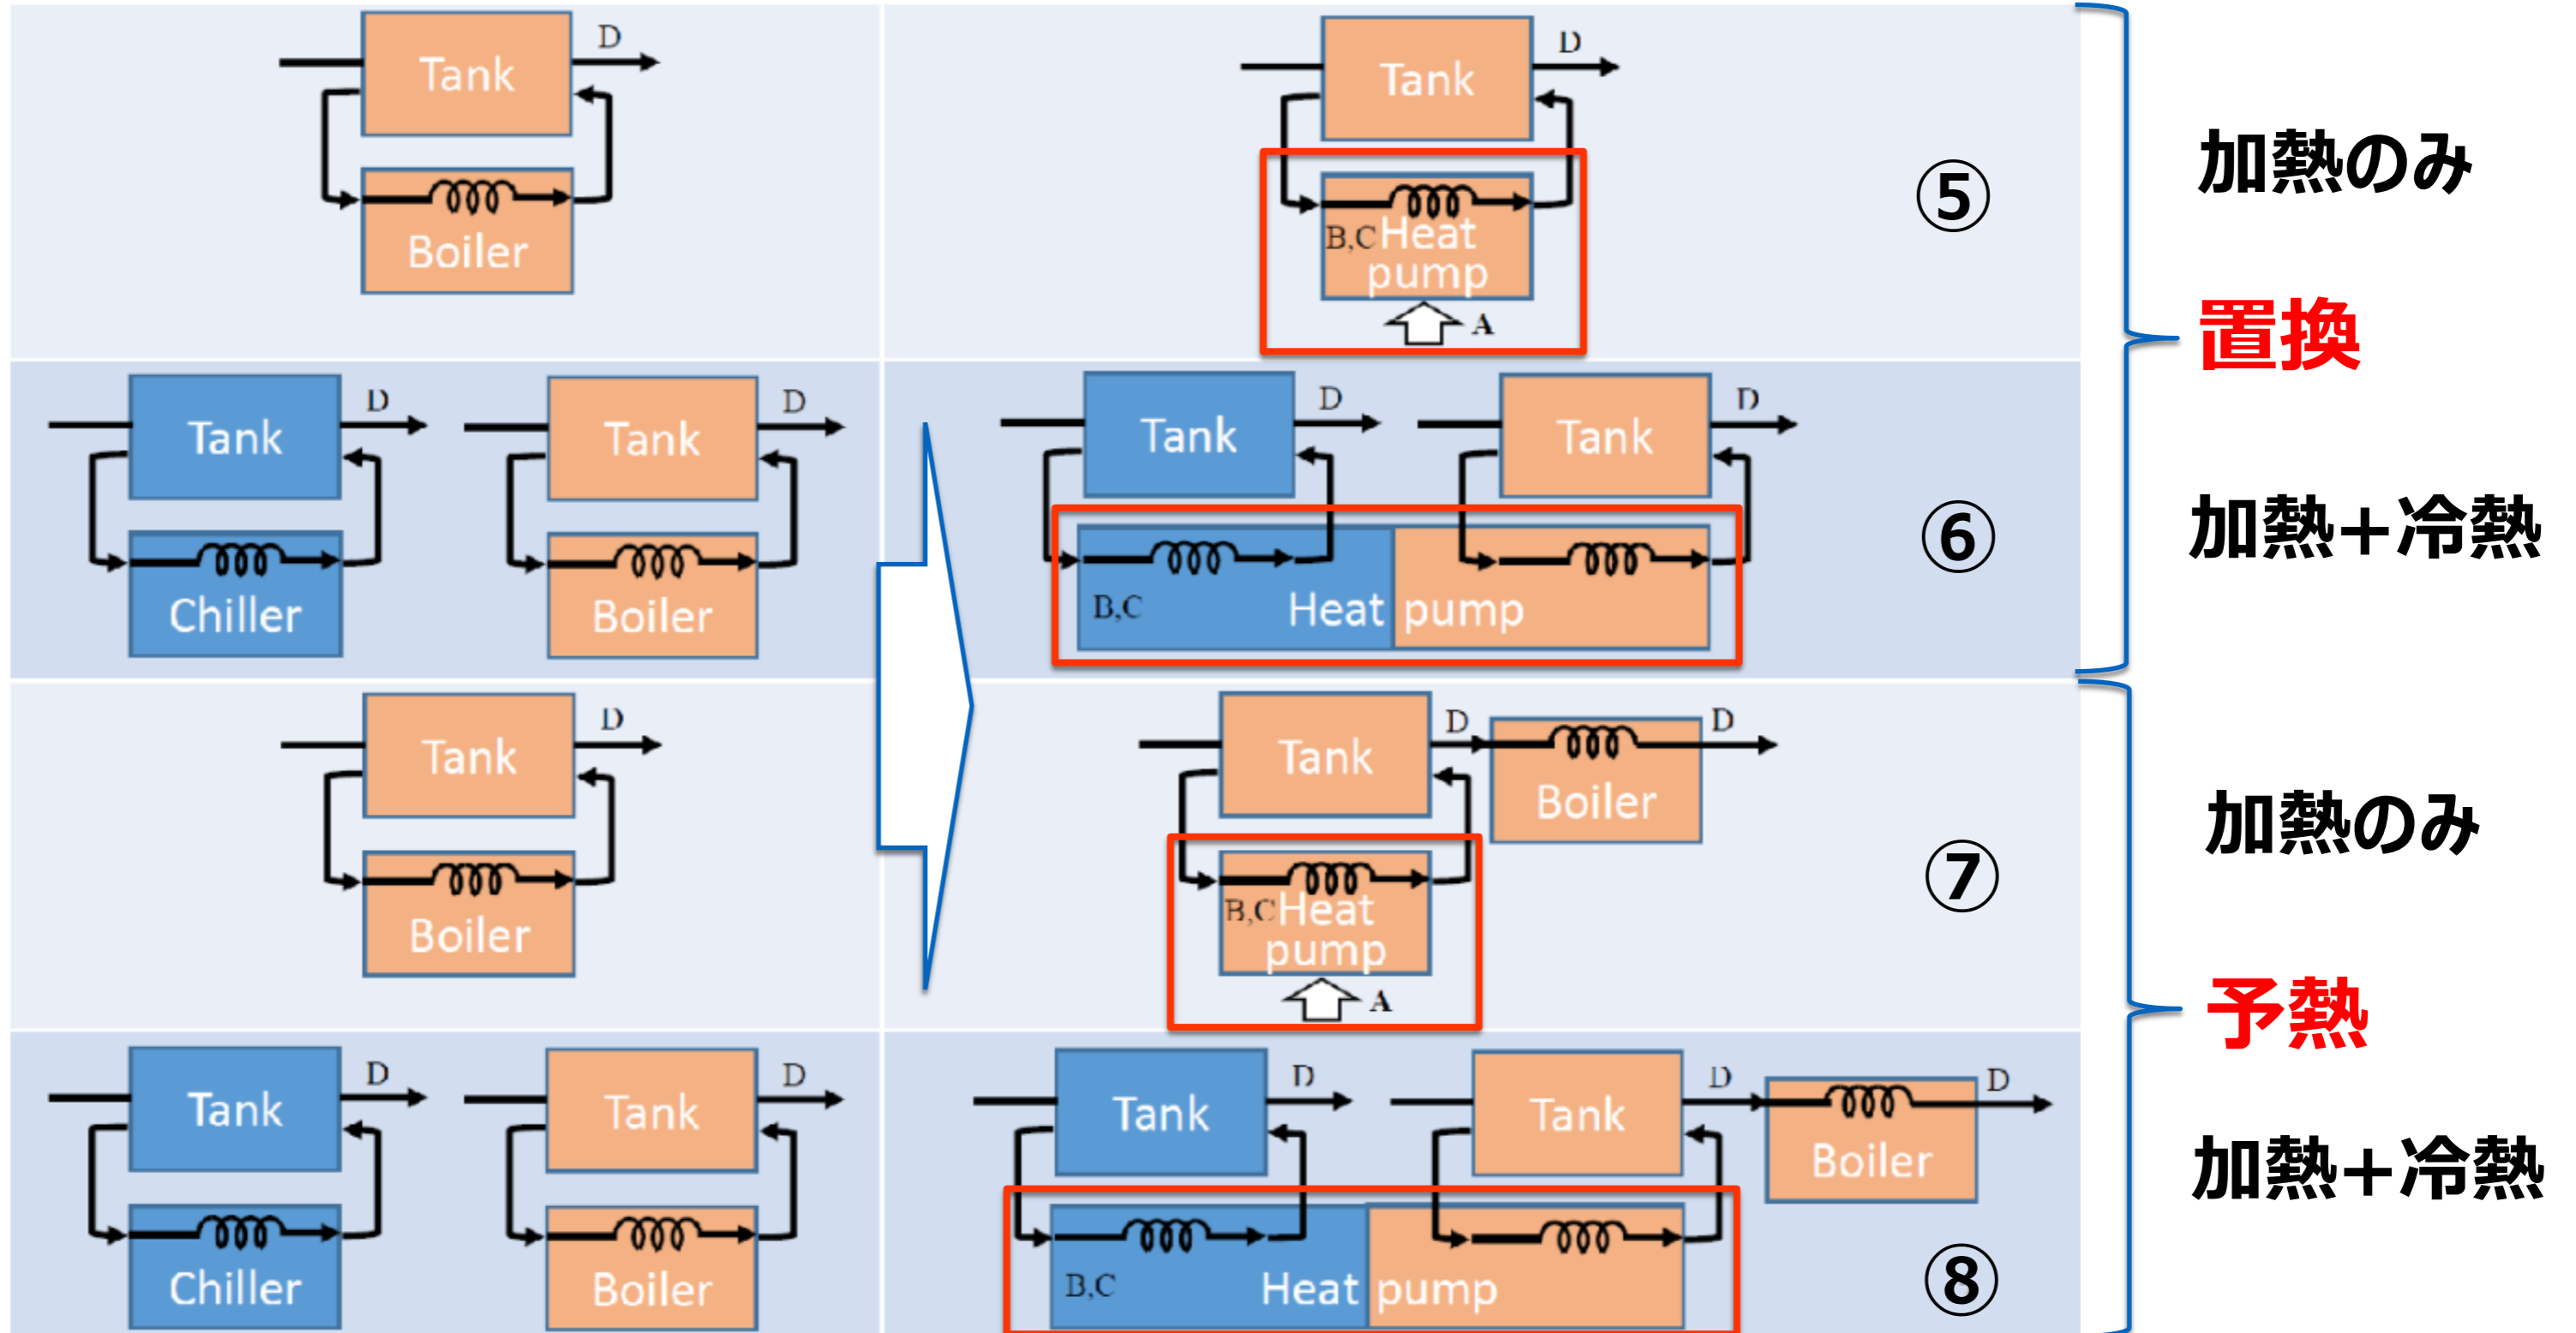 Tank
D
Boiler
Tank
D
B,C Heat
pump
A
⑤
加熱のみ
置換
Tank
D
Chiller
Tank
D
Boiler
Tank
D
Tank
D
B,C
Heat pump
⑥
加熱+冷熱
Tank
D
Boiler
Tank
D
Boiler
D
B,C Heat
pump
A
⑦
加熱のみ
予熱
Tank
D
Chiller
Tank
D
Boiler
Tank
D
Tank
D
Boiler
D
B,C
Heat pump
⑧
加熱+冷熱